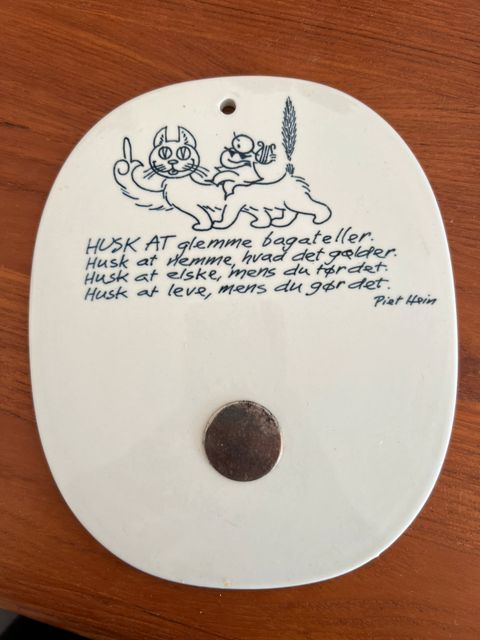 HUSK AT glemme bagateller.
Husk at nemme, hvad det gælder.
Husk at elske, mens du tør det.
Husk at leve, mens du gør det.
Piet Hein